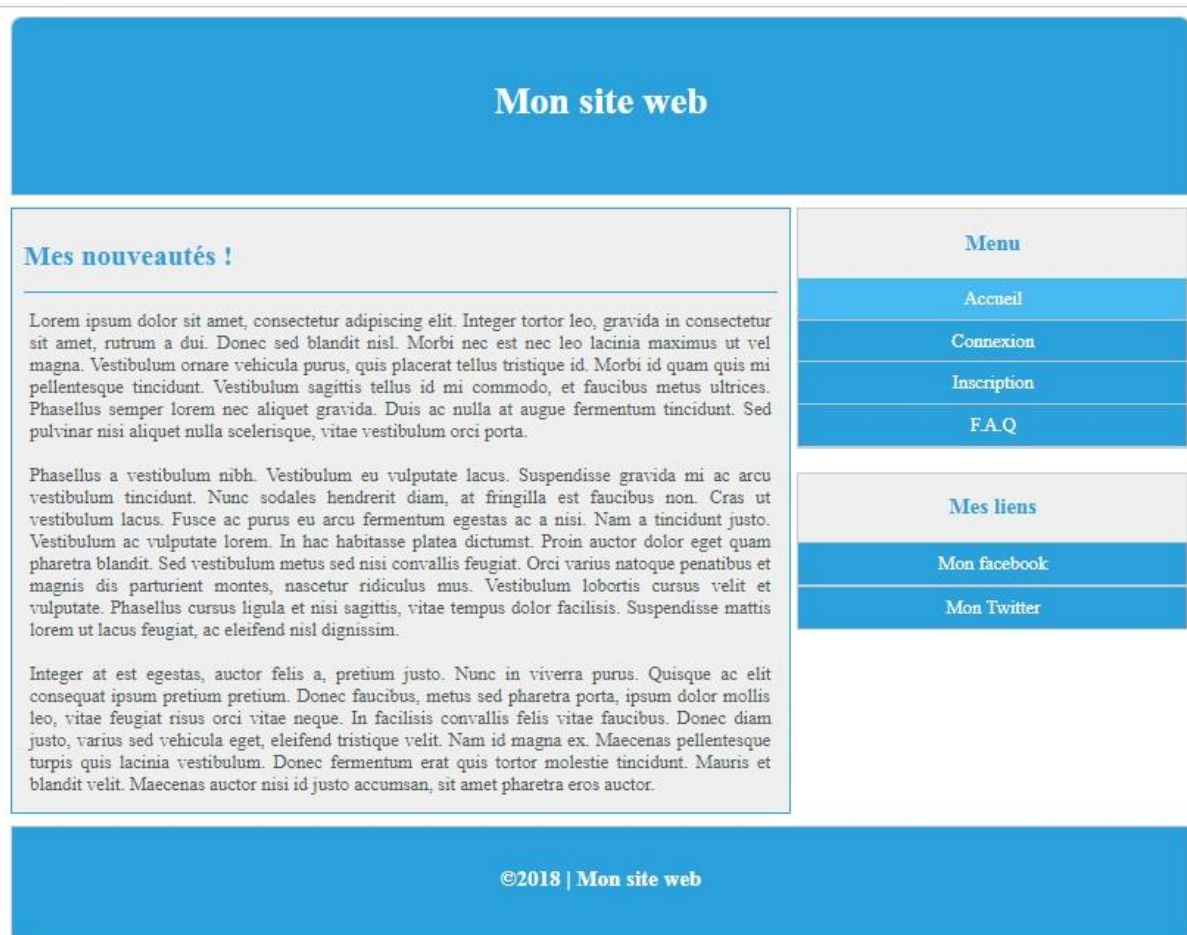 Mon site web
Mes nouveautés !
Lorem ipsum dolor sit amet, consectetur adipiscing elit. Integer tortor leo, gravida in consectetur
sit amet, rutrum a dui. Donec sed blandit nisl. Morbi nec est nec leo lacinia maximus ut vel
magna. Vestibulum ornare vehicula purus, quis placerat tellus tristique id. Morbi id quam quis mi
pellentesque tincidunt. Vestibulum sagittis tellus id mi commodo, et faucibus metus ultrices.
Phasellus semper lorem nec aliquet gravida. Duis ac nulla at augue fermentum tincidunt. Sed
pulvinar nisi aliquet nulla scelerisque, vitae vestibulum orci porta.
Phasellus a vestibulum nibh. Vestibulum eu vulputate lacus. Suspendisse gravida mi ac arcu
vestibulum tincidunt. Nunc sodales hendrerit diam, at fringilla est faucibus non. Cras ut
vestibulum lacus. Fusce ac purus eu arcu fermentum egestas ac a nisi. Nam a tincidunt justo.
Vestibulum ac vulputate lorem. In hac habitasse platea dictumst. Proin auctor dolor eget quam
pharetra blandit. Sed vestibulum metus sed nisi convallis feugiat. Orci varius natoque penatibus et
magnis dis parturient montes, nascetur ridiculus mus. Vestibulum lobortis cursus velit et
vulputate. Phasellus cursus ligula et nisi sagittis, vitae tempus dolor facilisis. Suspendisse mattis
lorem ut lacus feugiat, ac eleifend nisl dignissim.
Integer at est egestas, auctor felis a, pretium justo. Nunc in viverra purus. Quisque ac elit
consequat ipsum pretium pretium. Donec faucibus, metus sed pharetra porta, ipsum dolor mollis
leo, vitae feugiat risus orci vitae neque. In facilisis convallis felis vitae faucibus. Donec diam
justo, varius sed vehicula eget, eleifend tristique velit. Nam id magna ex. Maecenas pellentesque
turpis quis lacinia vestibulum. Donec fermentum erat quis tortor molestie tincidunt. Mauris et
blandit velit. Maecenas auctor nisi id justo accumsan, sit amet pharetra eros auctor.
Menu
Accueil
Connexion
Inscription
F.A.Q
Mes liens
Mon facebook
Mon Twitter
©2018 | Mon site web